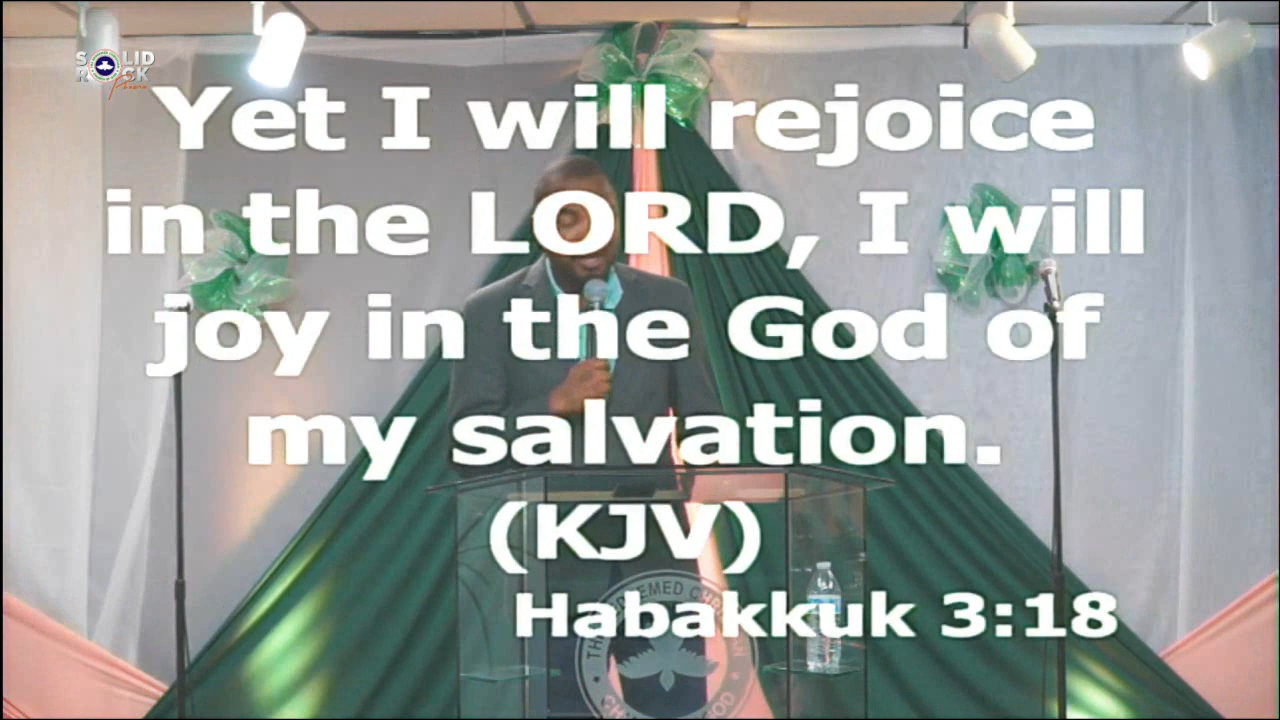 SOLID
ROCK
Phoenix
Yet I will rejoice
in the LORD, I will
joy in the God of
my salvation.
(KJV)
Habakkuk 3:18